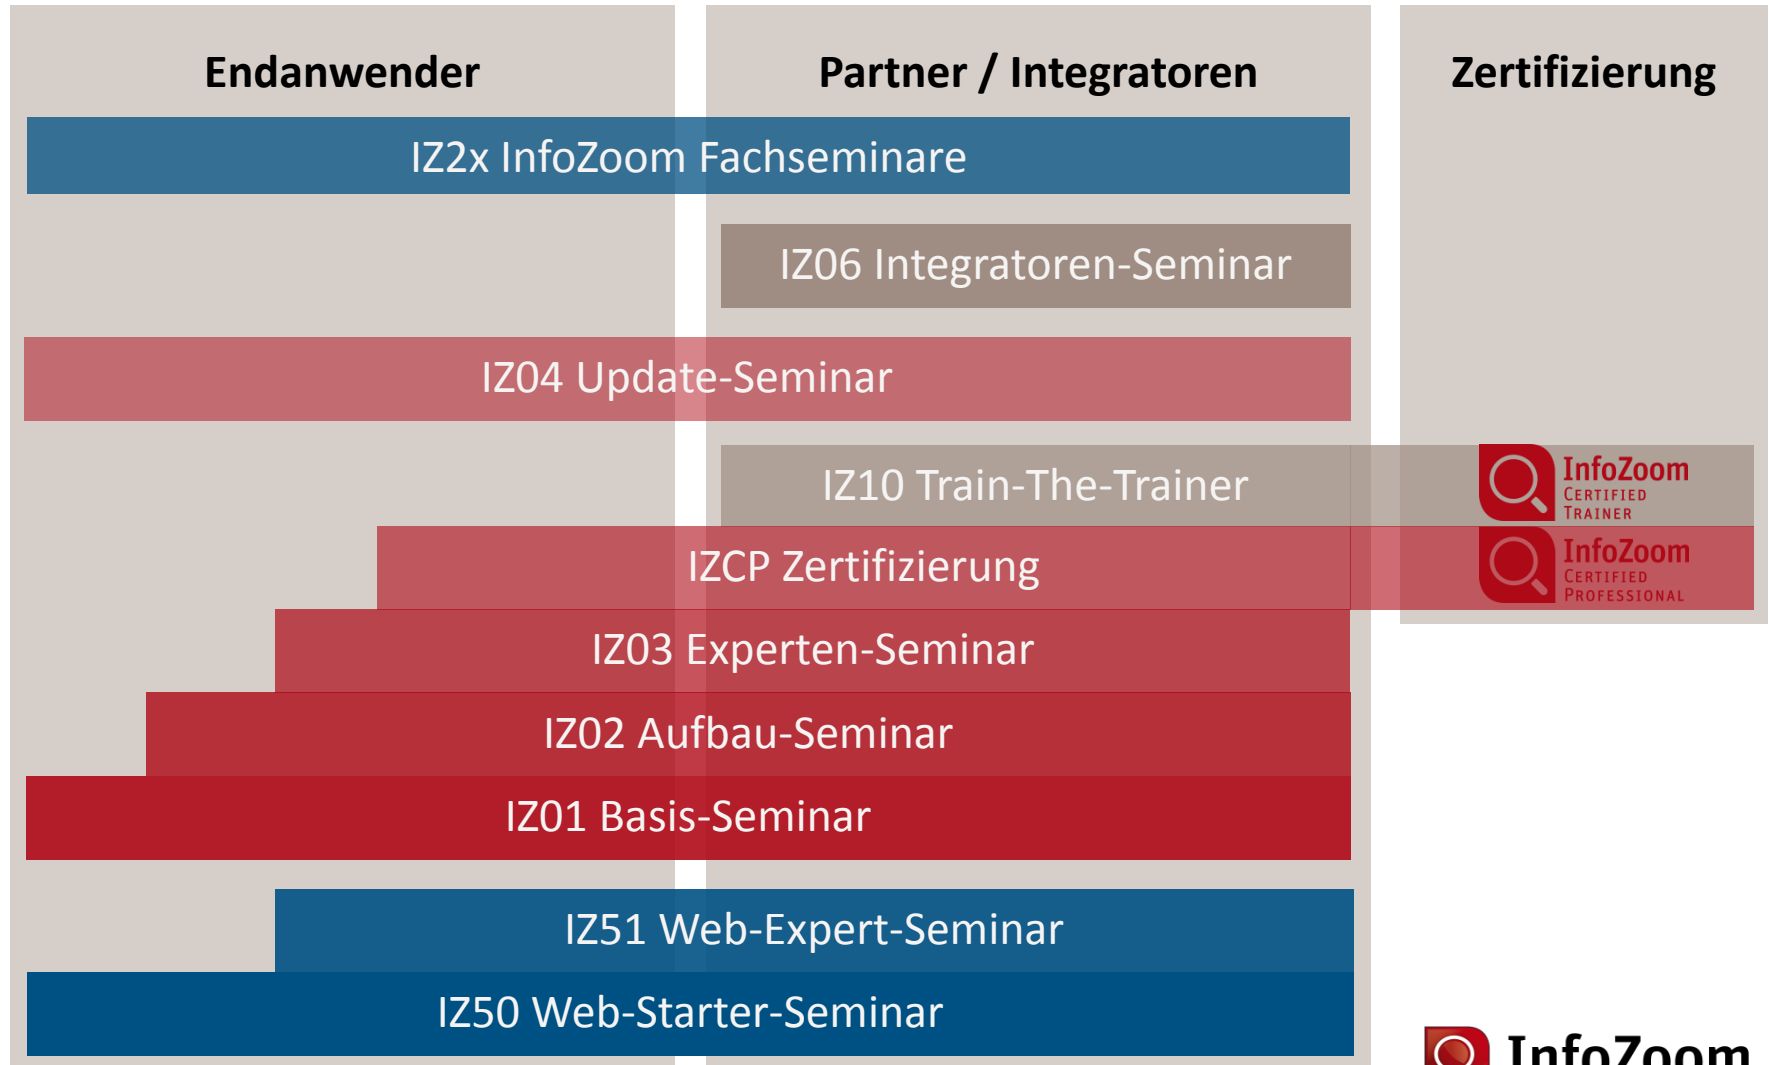 Endanwender
Partner / Integratoren
Zertifizierung
IZ2x InfoZoom Fachseminare
IZ06 Integratoren-Seminar
IZ04 Update-Seminar
IZ10 Train-The-Trainer
InfoZoom
CERTIFIED
TRAINER
IZCP Zertifizierung
InfoZoom
CERTIFIED
PROFESSIONAL
IZ03 Experten-Seminar
IZ02 Aufbau-Seminar
IZ01 Basis-Seminar
IZ51 Web-Expert-Seminar
IZ50 Web-Starter-Seminar
InfoZoom